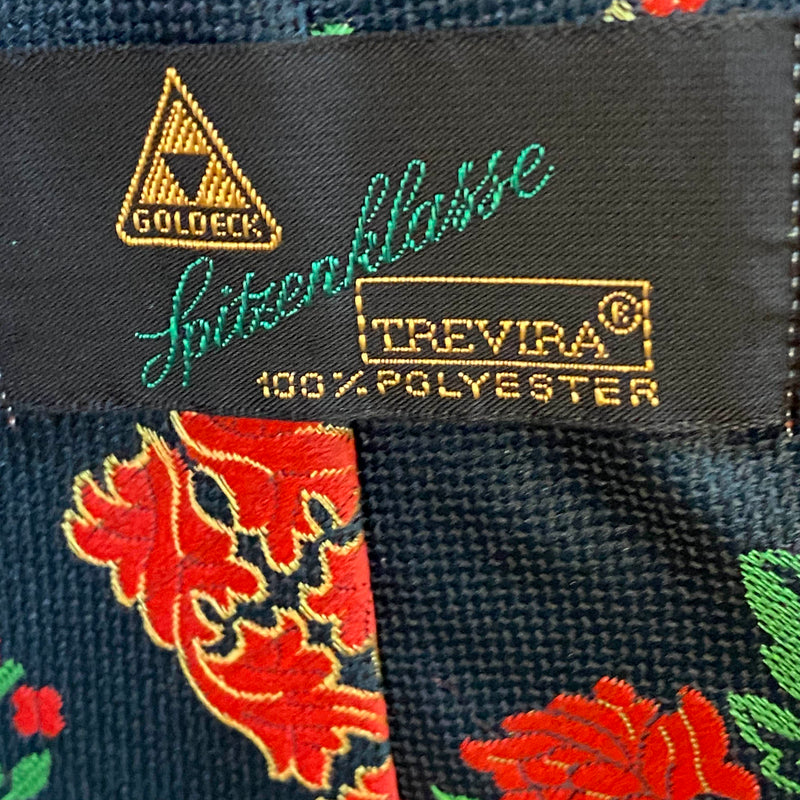 GOLDECK
Spitzenklasse
TREVIRA®
100% POLYESTER